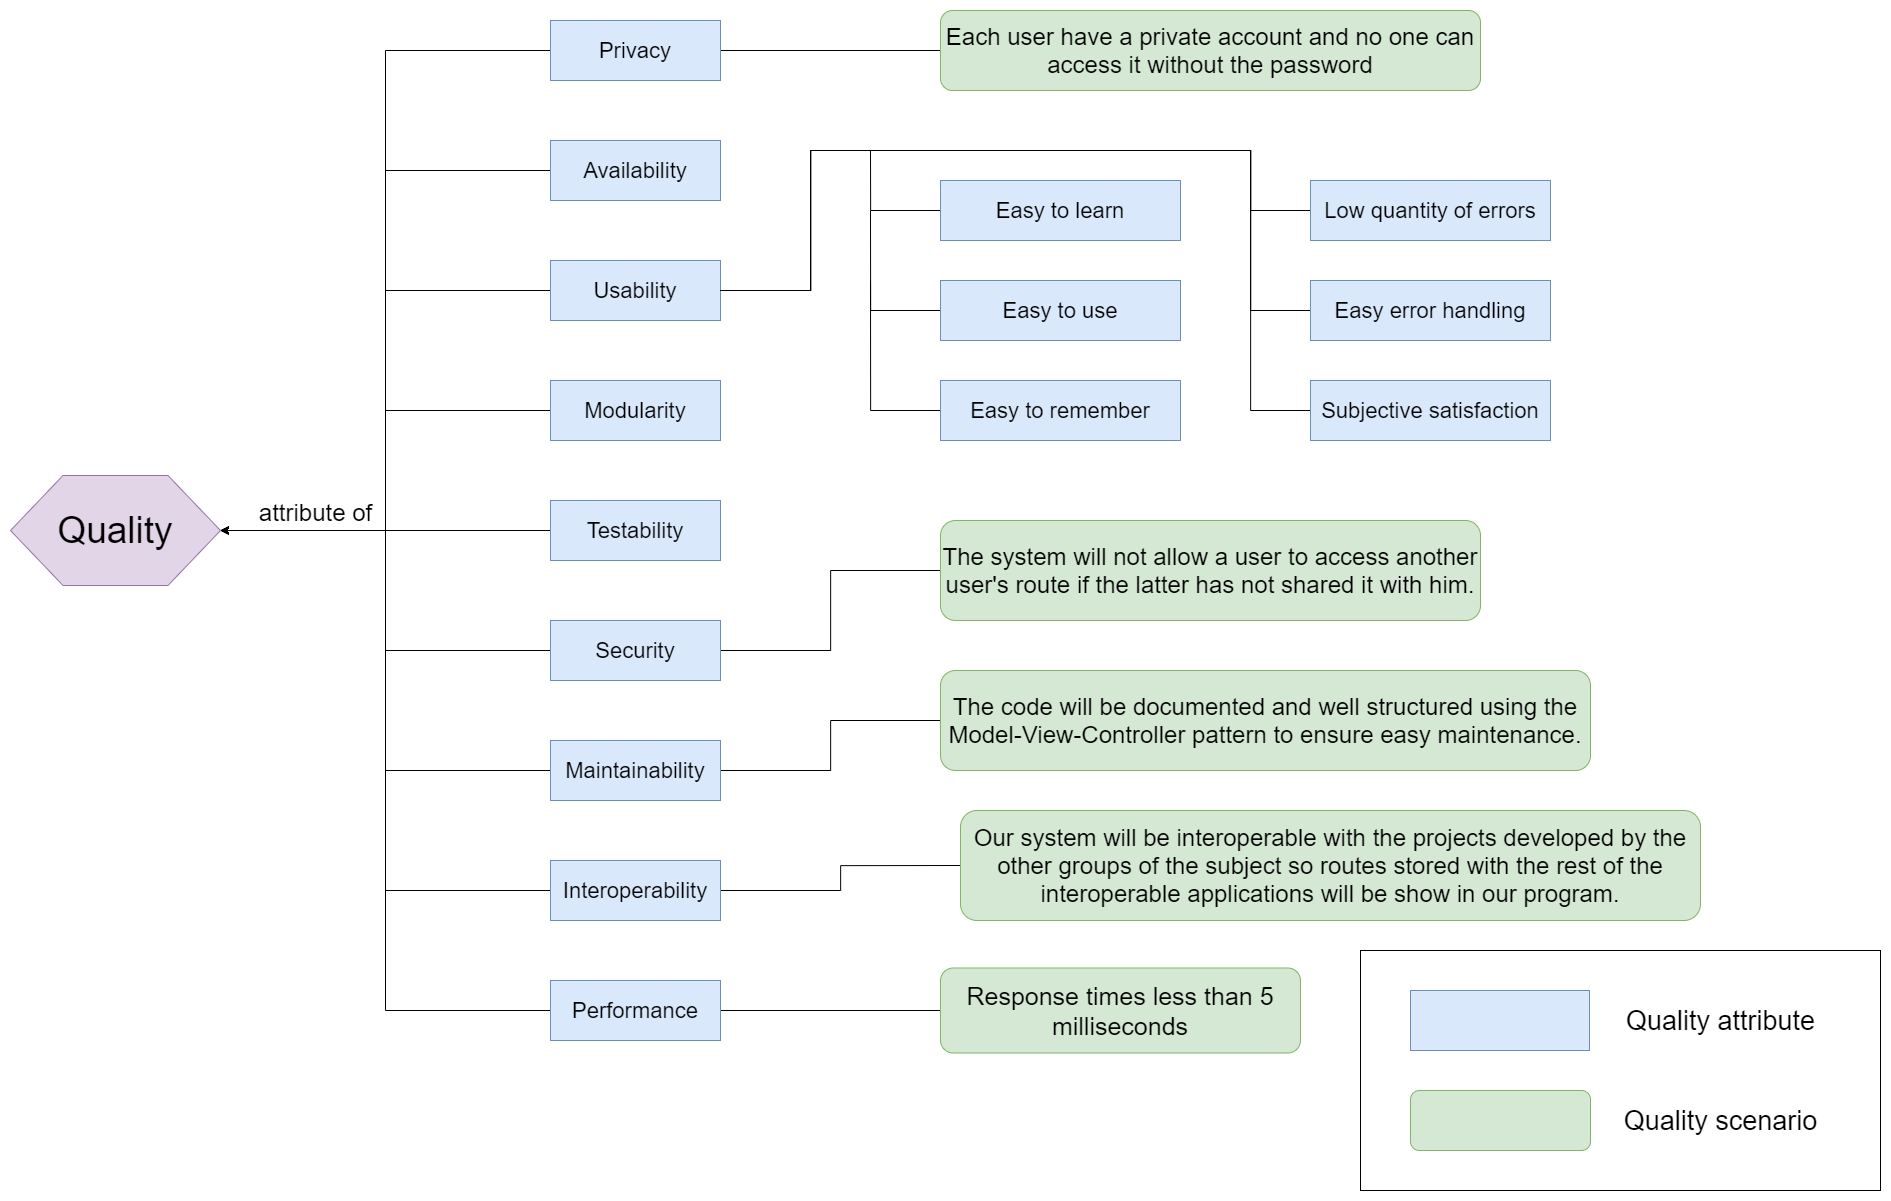 Privacy
Each user have a private account and no one can
access it without the password
Availability
Usability
Easy to learn
Low quantity of errors
Easy to use
Easy error handling
Modularity
Easy to remember
Subjective satisfaction
Quality
attribute of
Testability
The system will not allow a user to access another
user's route if the latter has not shared it with him.
Security
The code will be documented and well structured using the
Model-View-Controller pattern to ensure easy maintenance.
Maintainability
Our system will be interoperable with the projects developed by the
other groups of the subject so routes stored with the rest of the
interoperable applications will be show in our program.
Interoperability
Performance
Response times less than 5
milliseconds
Quality attribute
Quality scenario